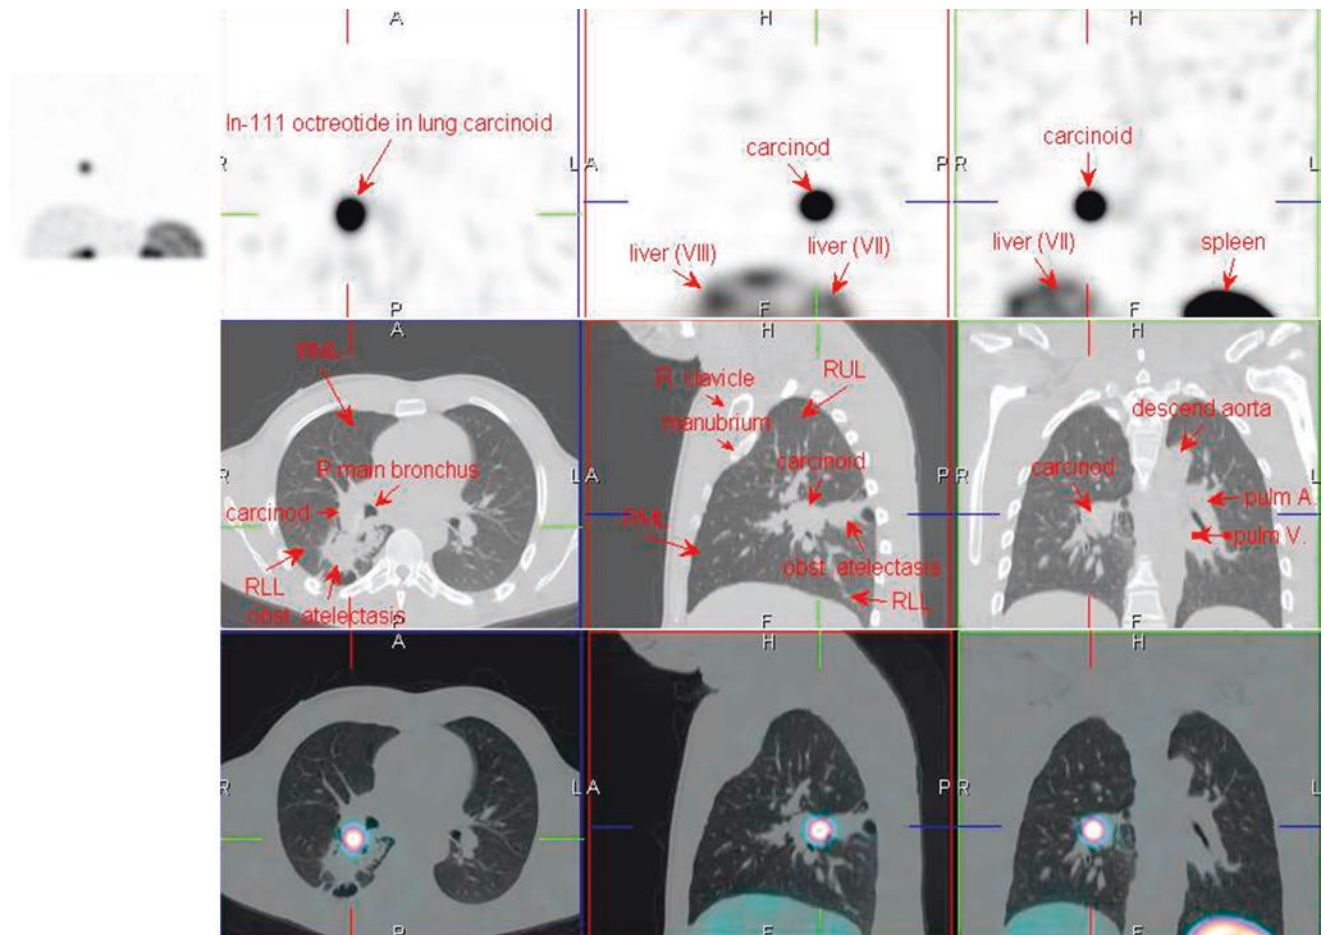 A
H
H
In-111 octreotide in lung carcinoid
carcinod
carcinoid
R
L
A
P
R
L
liver (VIII)
liver (VII)
liver (VII)
spleen
P
F
F
A
H
H
RML
R. clavicle
RUL
manubrium
descend aorta
R main bronchus
carcinoid
carcinod
R
L
A
P
R
L
carcinod
pulm A.
RML
pulm V.
RLL
obst. atelectasis
obst. atelectasis
RLL
P
F
F
A
H
H
R
L
A
P
R
L
P
F
F